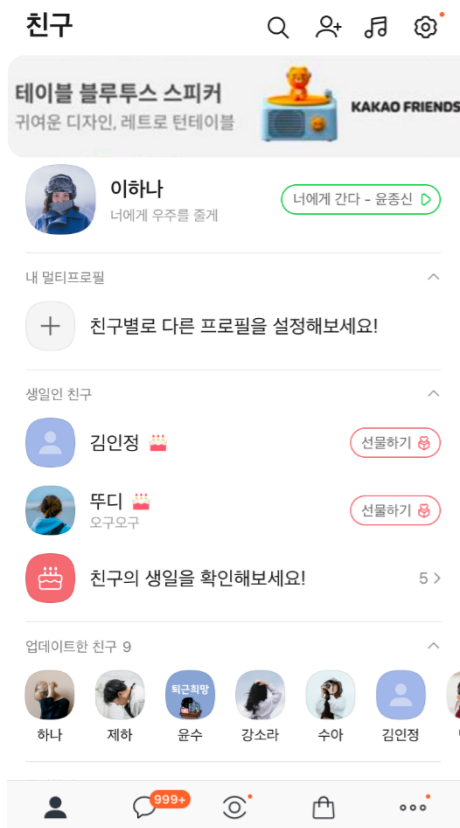 친구
테이블 블루투스 스피커
귀여운 디자인, 레트로 턴테이블
KAKAO FRIENDS
이하나
너에게 우주를 줄게
너에게 간다 - 윤종신
내 멀티프로필
친구별로 다른 프로필을 설정해보세요!
생일인 친구
김인정
선물하기
뚜디
오구오구
선물하기
친구의 생일을 확인해보세요!
5
업데이트한 친구 9
퇴근희망
하나
제하
윤수
강소라
수아
김인정
999+